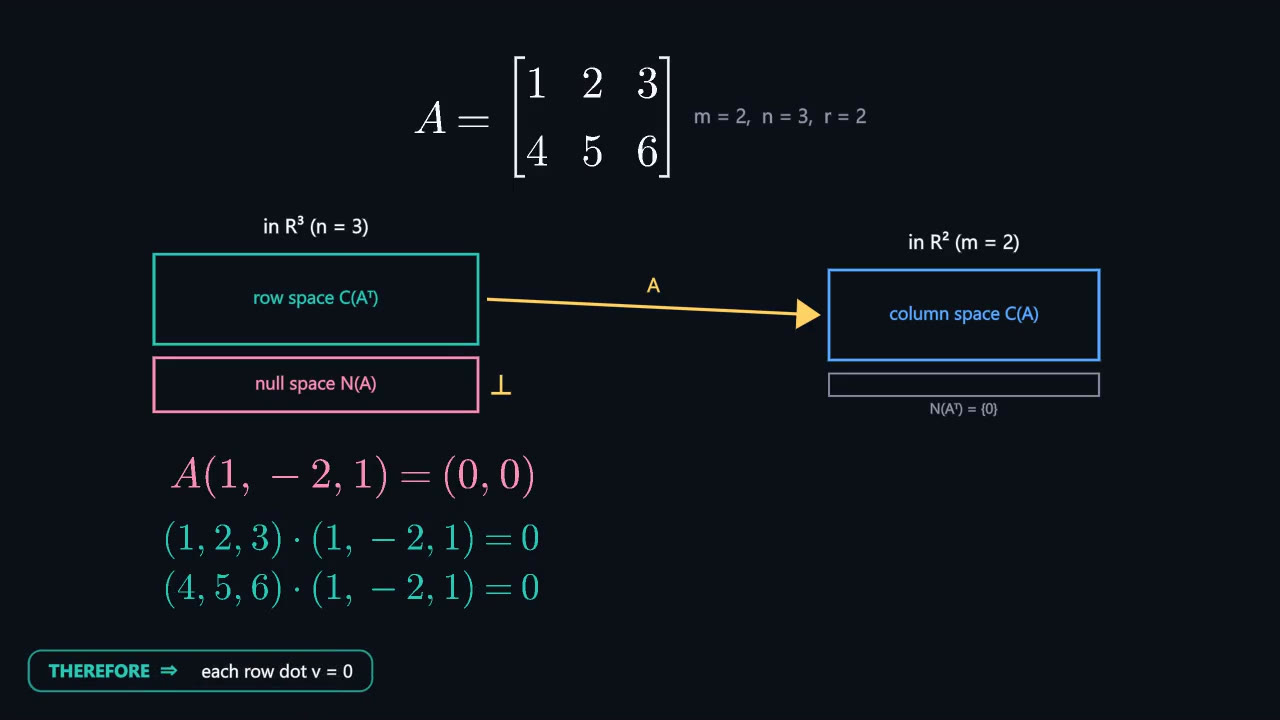 A = [1 2 3
4 5 6] m = 2, n = 3, r = 2
in R³ (n = 3)
in R² (m = 2)
row space C(Aᵀ)
A
column space C(A)
null space N(A)
⊥
N(Aᵀ) = {0}
A(1, −2, 1) = (0, 0)
(1, 2, 3) · (1, −2, 1) = 0
(4, 5, 6) · (1, −2, 1) = 0
THEREFORE ⇒ each row dot v = 0